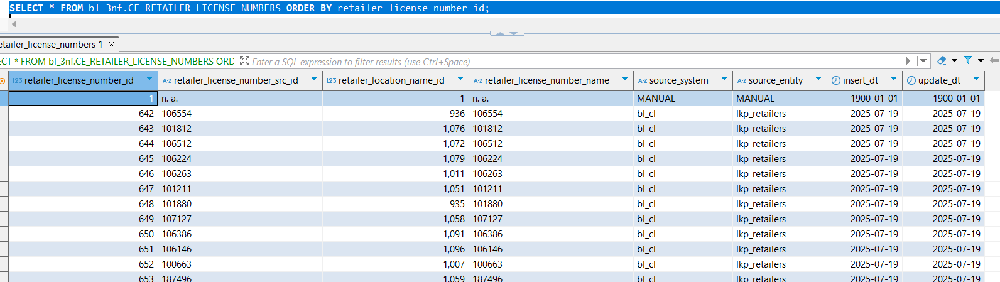 SELECT * FROM bl_3nf.CE_RETAILER_LICENSE_NUMBERS ORDER BY retailer_license_number_id;
etailer_license_numbers 1
ECT * FROM bl_3nf.CE_RETAILER_LICENSE_NUMBERS ORD Enter a SQL expression to filter results (use Ctrl+Space)
123 retailer_license_number_id A-Z retailer_license_number_src_id 123 retailer_location_name_id A-Z retailer_license_number_name A-Z source_system A-Z source_entity insert_dt update_dt
-1 n. a. -1 n. a. MANUAL MANUAL 1900-01-01 1900-01-01
642 106554 936 106554 bl_cl lkp_retailers 2025-07-19 2025-07-19
643 101812 1,076 101812 bl_cl lkp_retailers 2025-07-19 2025-07-19
644 106512 1,072 106512 bl_cl lkp_retailers 2025-07-19 2025-07-19
645 106224 1,079 106224 bl_cl lkp_retailers 2025-07-19 2025-07-19
646 106263 1,011 106263 bl_cl lkp_retailers 2025-07-19 2025-07-19
647 101211 1,051 101211 bl_cl lkp_retailers 2025-07-19 2025-07-19
648 101880 935 101880 bl_cl lkp_retailers 2025-07-19 2025-07-19
649 107127 1,058 107127 bl_cl lkp_retailers 2025-07-19 2025-07-19
650 106386 1,091 106386 bl_cl lkp_retailers 2025-07-19 2025-07-19
651 106146 1,096 106146 bl_cl lkp_retailers 2025-07-19 2025-07-19
652 100663 1,007 100663 bl_cl lkp_retailers 2025-07-19 2025-07-19
653 187496 1,059 187496 bl_cl lkp_retailers 2025-07-19 2025-07-19